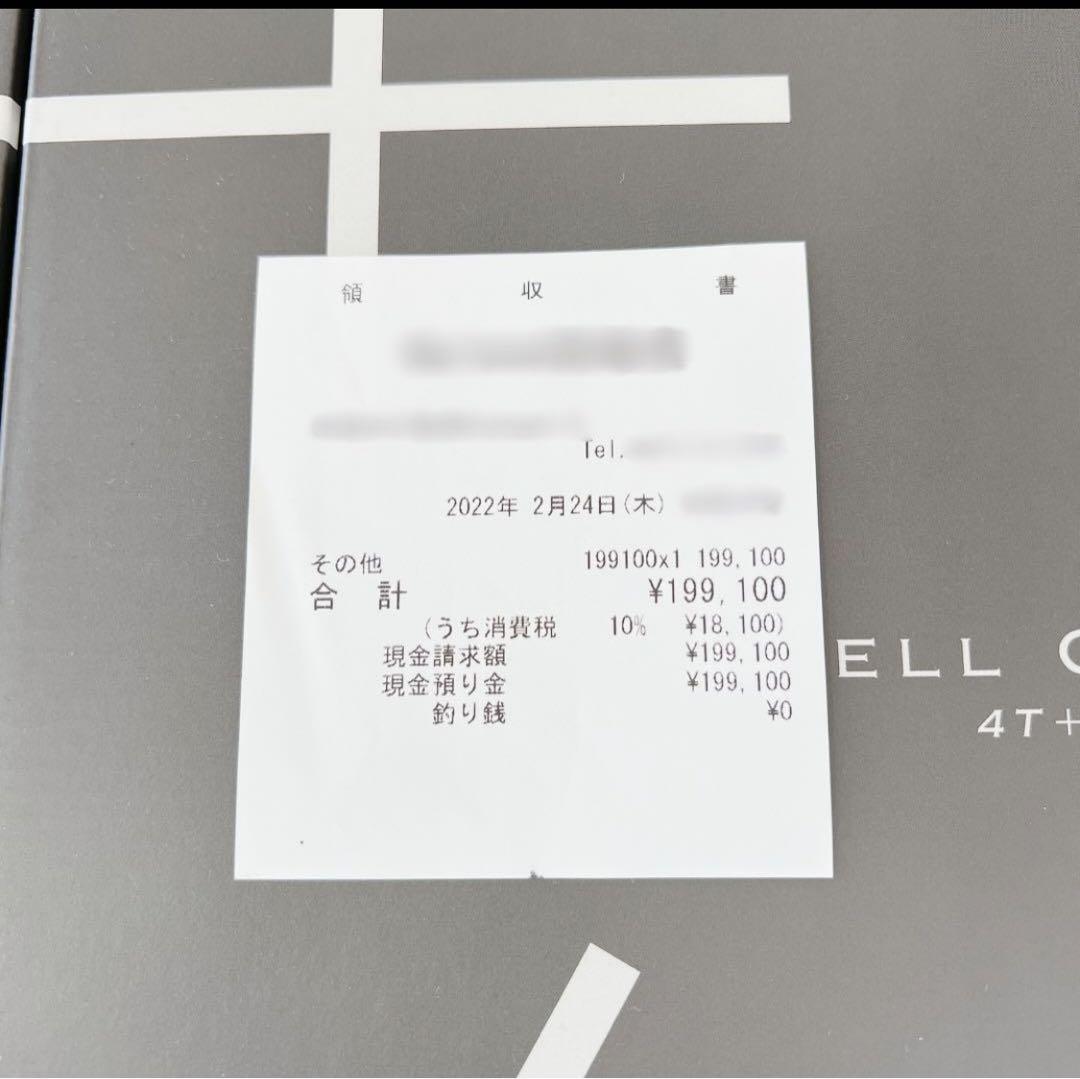 領 収 書
Tel.
2022年 2月24日(木)
その他 199100x1 199,100
合 計 ¥199,100
(うち消費税 10% ¥18,100)
現金請求額 ¥199,100
現金預り金 ¥199,100
釣り銭 ¥0
ELL
4T+